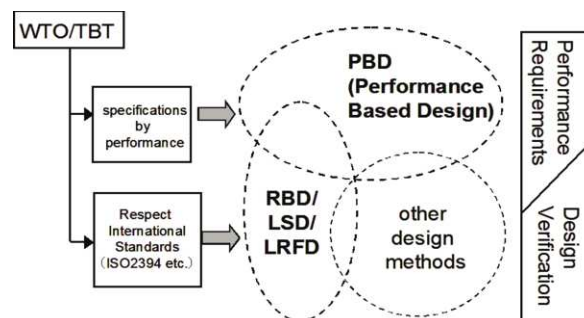 WTO/TBT
specifications
by
performance
Respect
International
Standards
(ISO2394 etc.)
PBD
(Performance
Based Design)
RBD/
LSD/
LRFD
other
design
methods
Performance
Requirements
Design
Verification